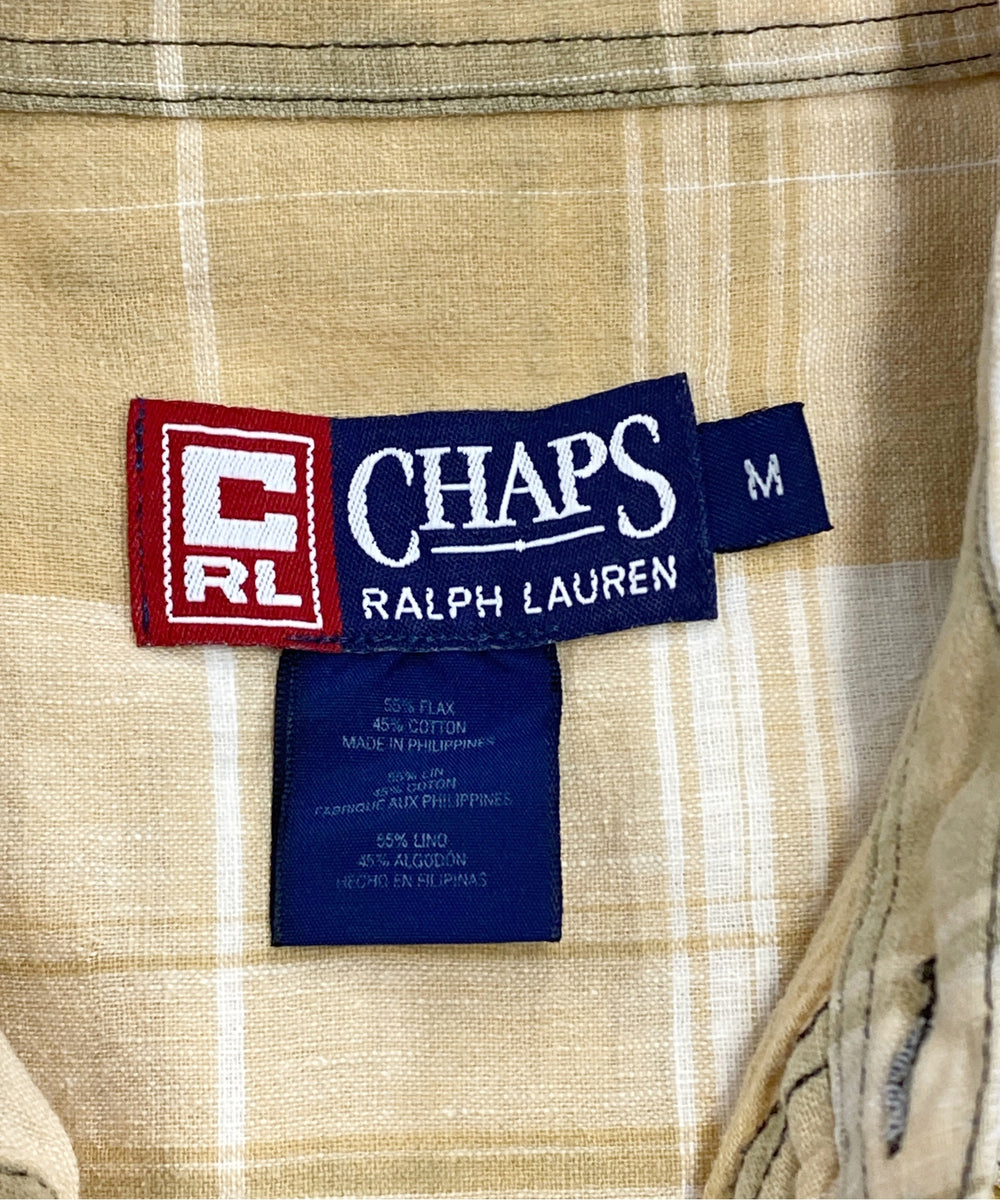 C
RL
CHAPS
RALPH LAUREN
M
55% FLAX
45% COTTON
MADE IN PHILIPPINES
55% LIN
45% COTON
FABRIQUE AUX PHILIPPINES
55% LINO
45% ALGODÓN
HECHO EN FILIPINAS